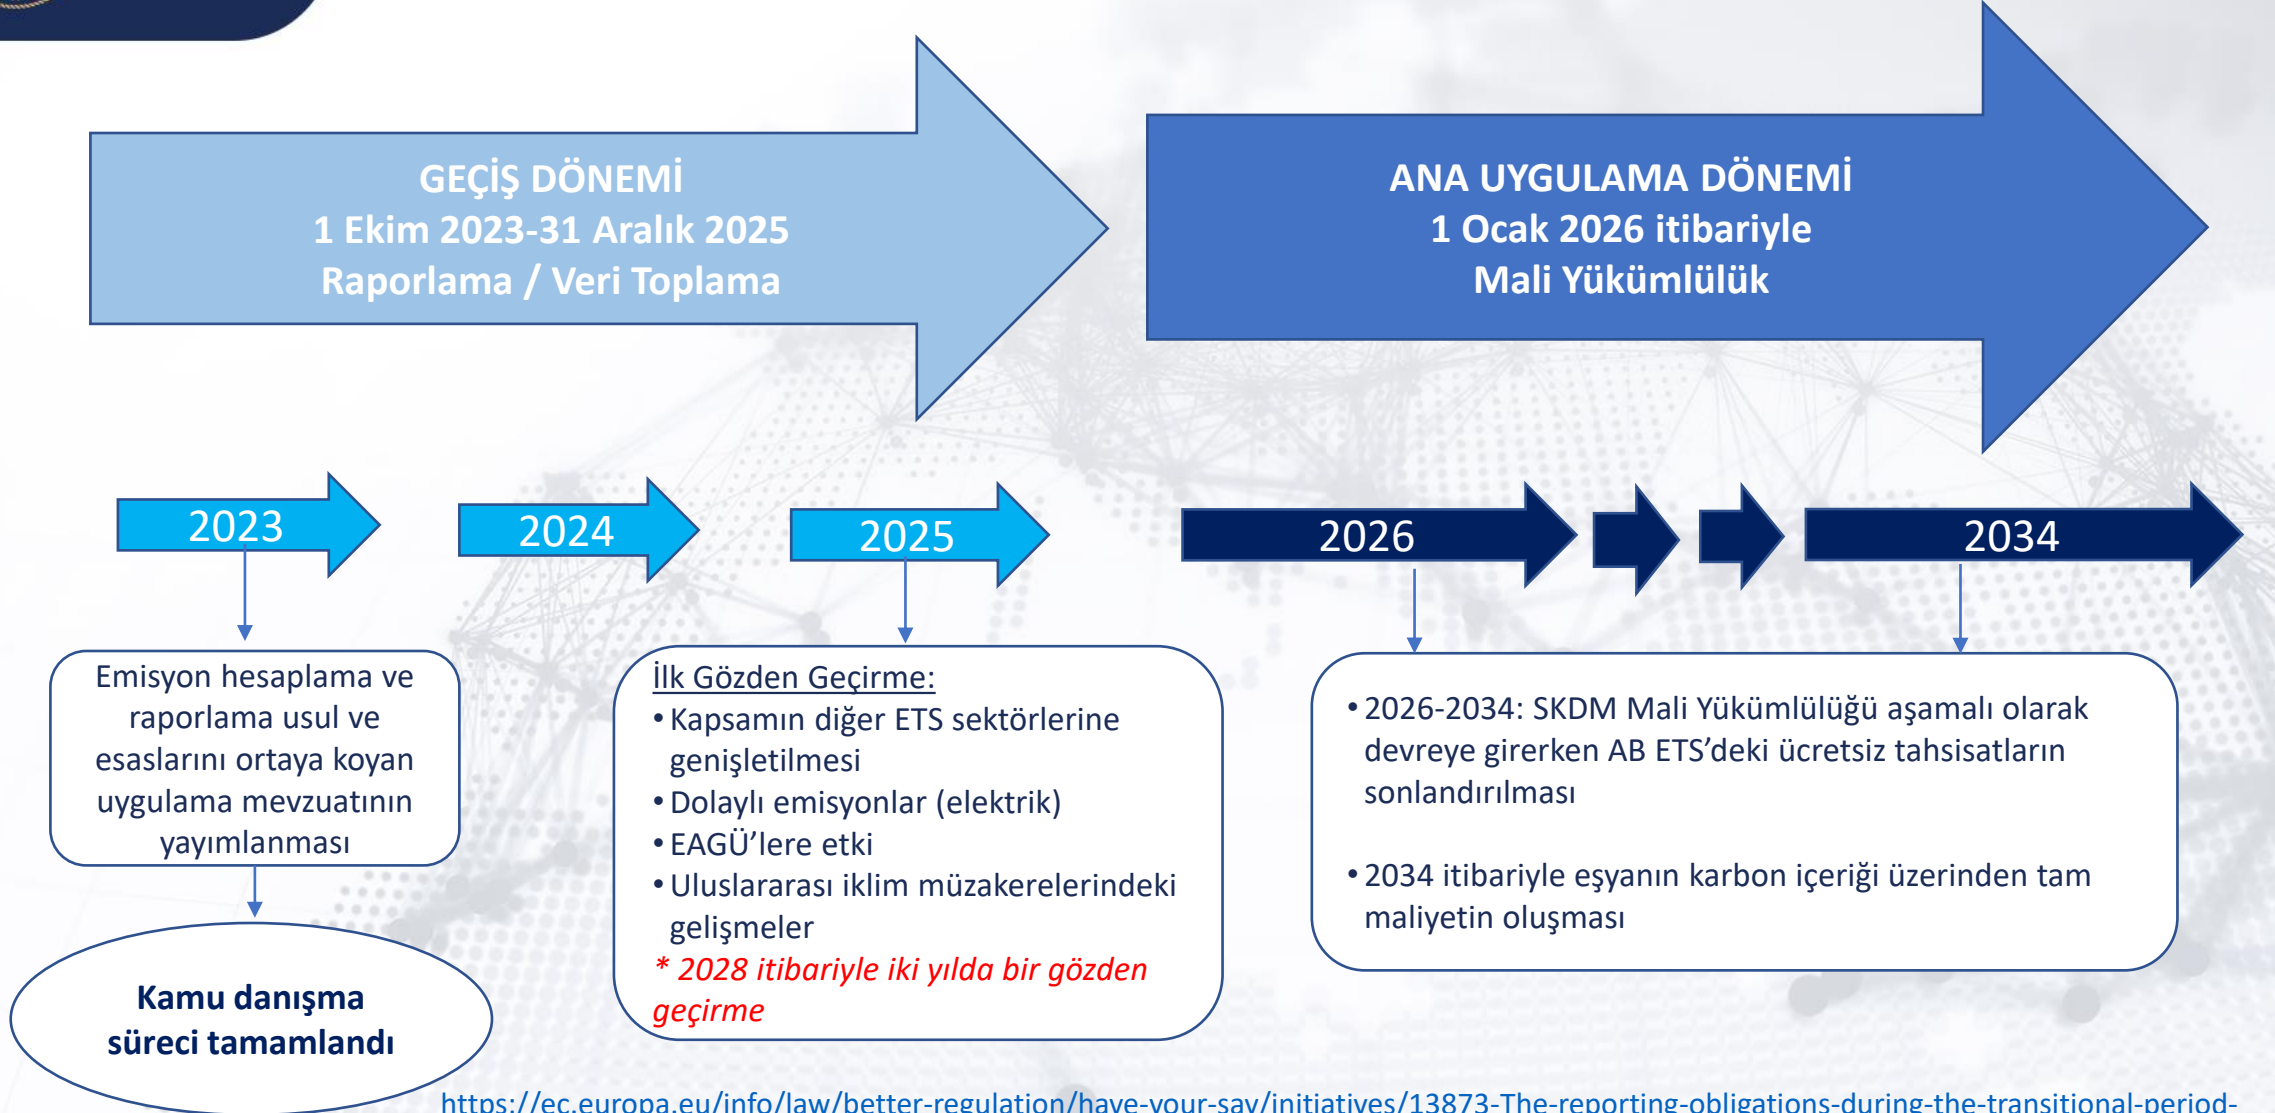 GEÇİŞ DÖNEMİ
1 Ekim 2023-31 Aralık 2025
Raporlama / Veri Toplama
ANA UYGULAMA DÖNEMİ
1 Ocak 2026 itibariyle
Mali Yükümlülük
2023
2024
2025
2026
2034
Emisyon hesaplama ve
raporlama usul ve
esaslarını ortaya koyan
uygulama mevzuatının
yayımlanması
Kamu danışma
süreci tamamlandı
İlk Gözden Geçirme:
• Kapsamın diğer ETS sektörlerine
genişletilmesi
• Dolaylı emisyonlar (elektrik)
• EAGÜ’lere etki
• Uluslararası iklim müzakerelerindeki
gelişmeler
* 2028 itibariyle iki yılda bir gözden
geçirme
• 2026-2034: SKDM Mali Yükümlülüğü aşamalı olarak
devreye girerken AB ETS’deki ücretsiz tahsisatların
sonlandırılması
• 2034 itibariyle eşyanın karbon içeriği üzerinden tam
maliyetin oluşması
https://ec.europa.eu/info/law/better-regulation/have-your-say/initiatives/13873-The-reporting-obligations-during-the-transitional-period-